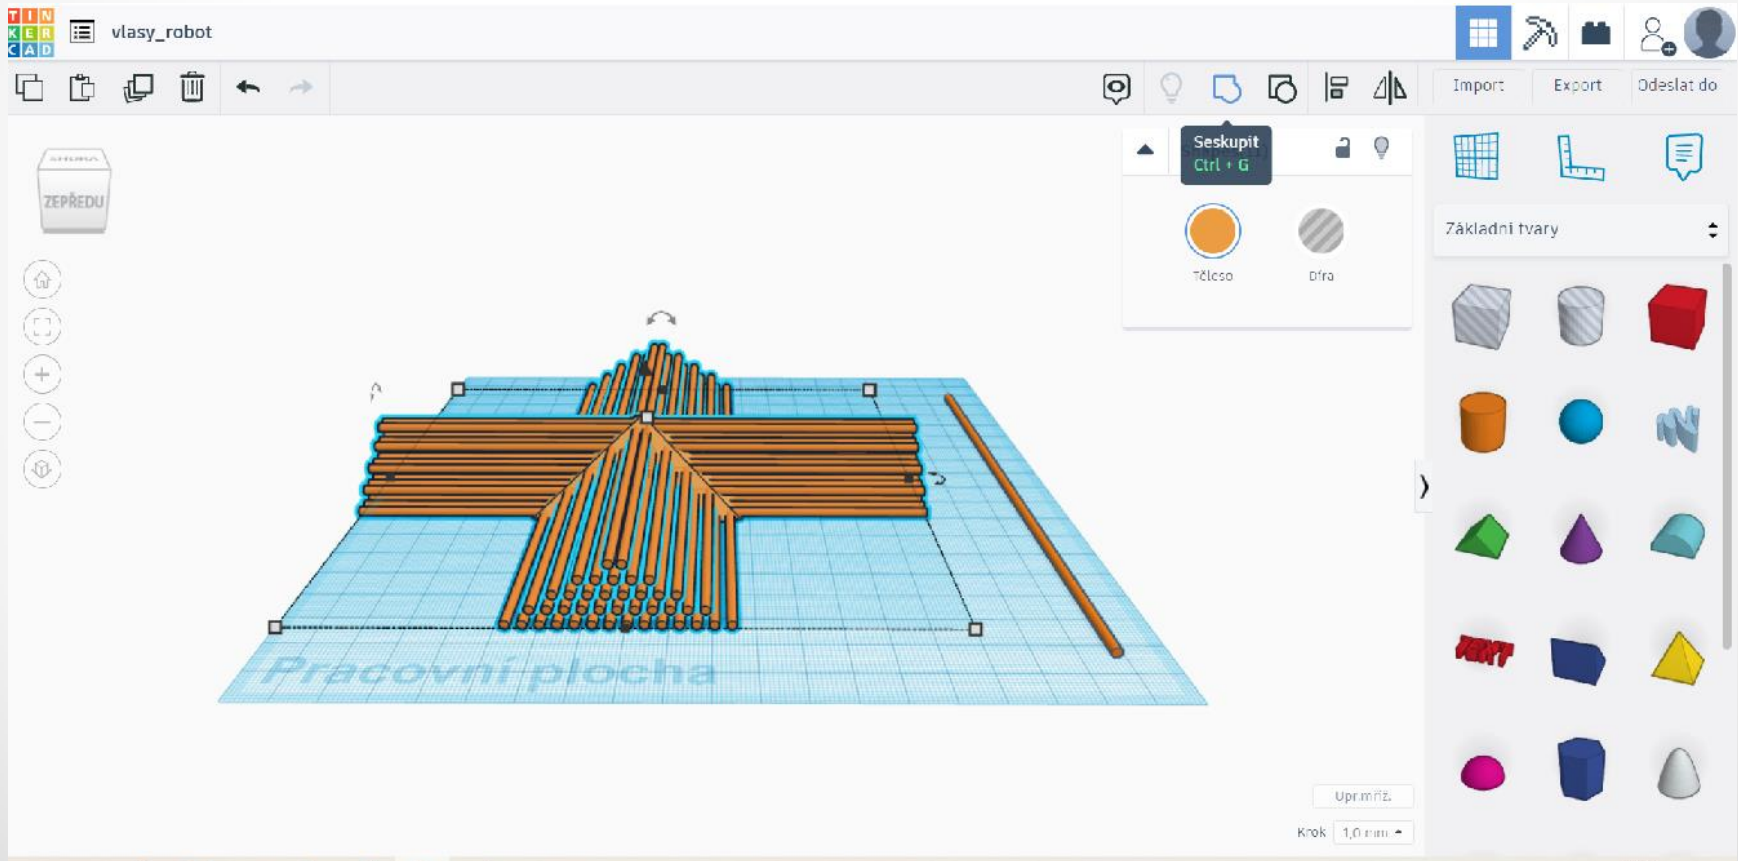 TIN
KER
CAD
vlasy_robot
Import
Export
Odeslat do
Seskupit
Ctrl + G
ZEPŘEDU
Těleso
Díra
Základní tvary
TEXT
Pracovní plocha
Upr.mříž.
Krok
1,0 mm